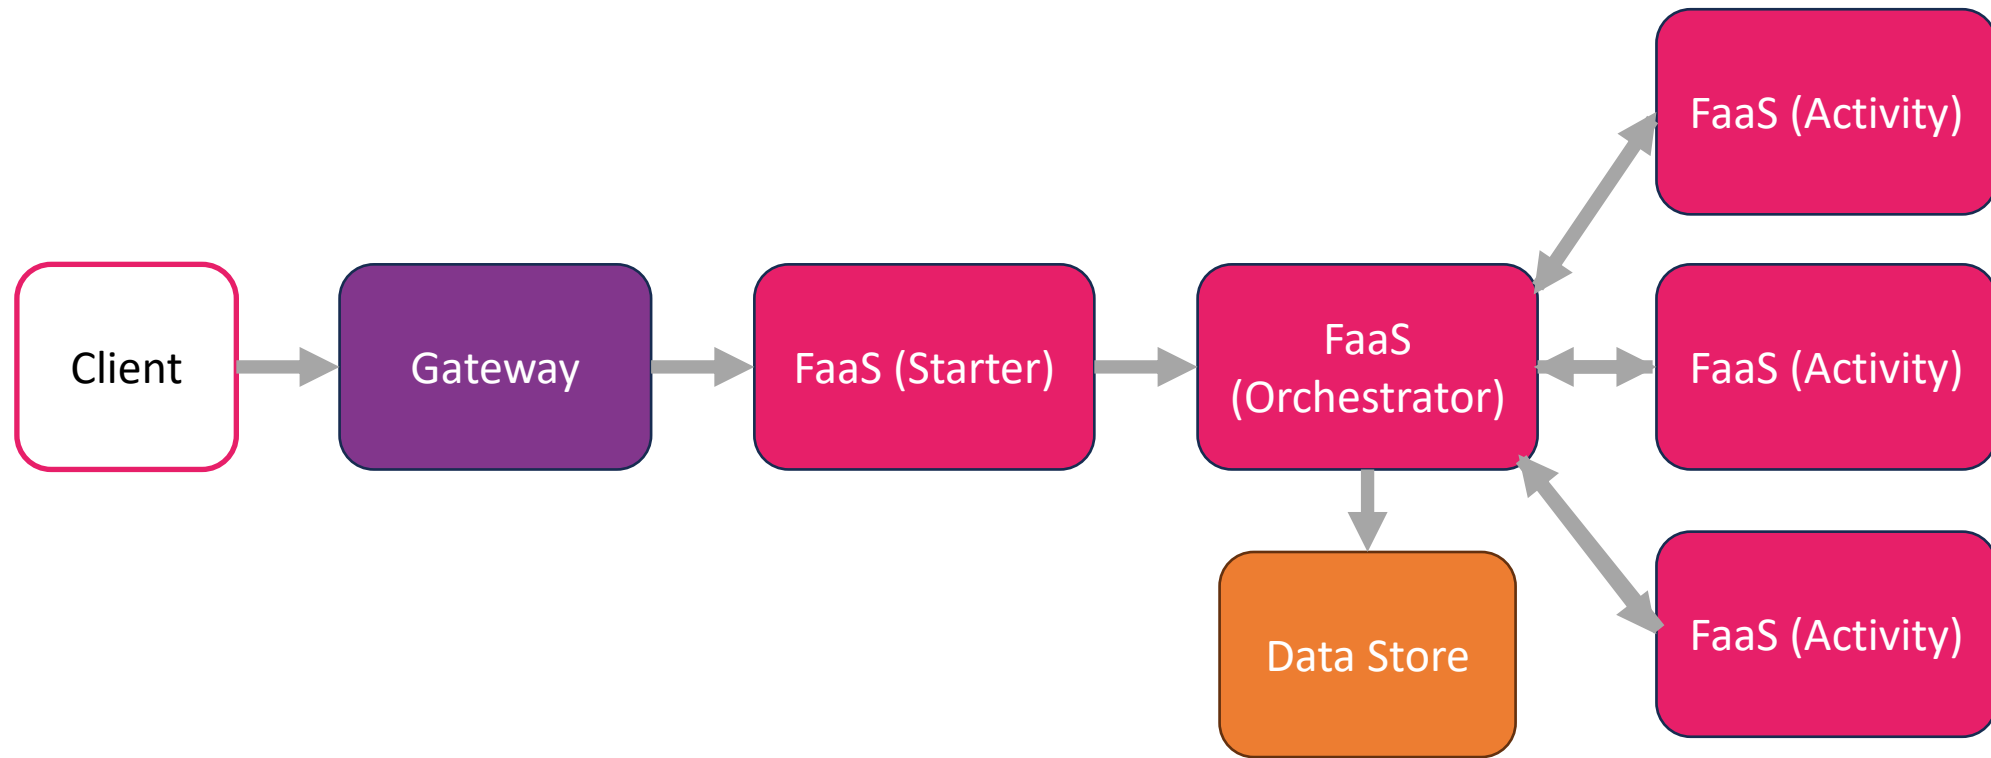 Client
Gateway
FaaS (Starter)
FaaS
(Orchestrator)
FaaS (Activity)
FaaS (Activity)
FaaS (Activity)
Data Store